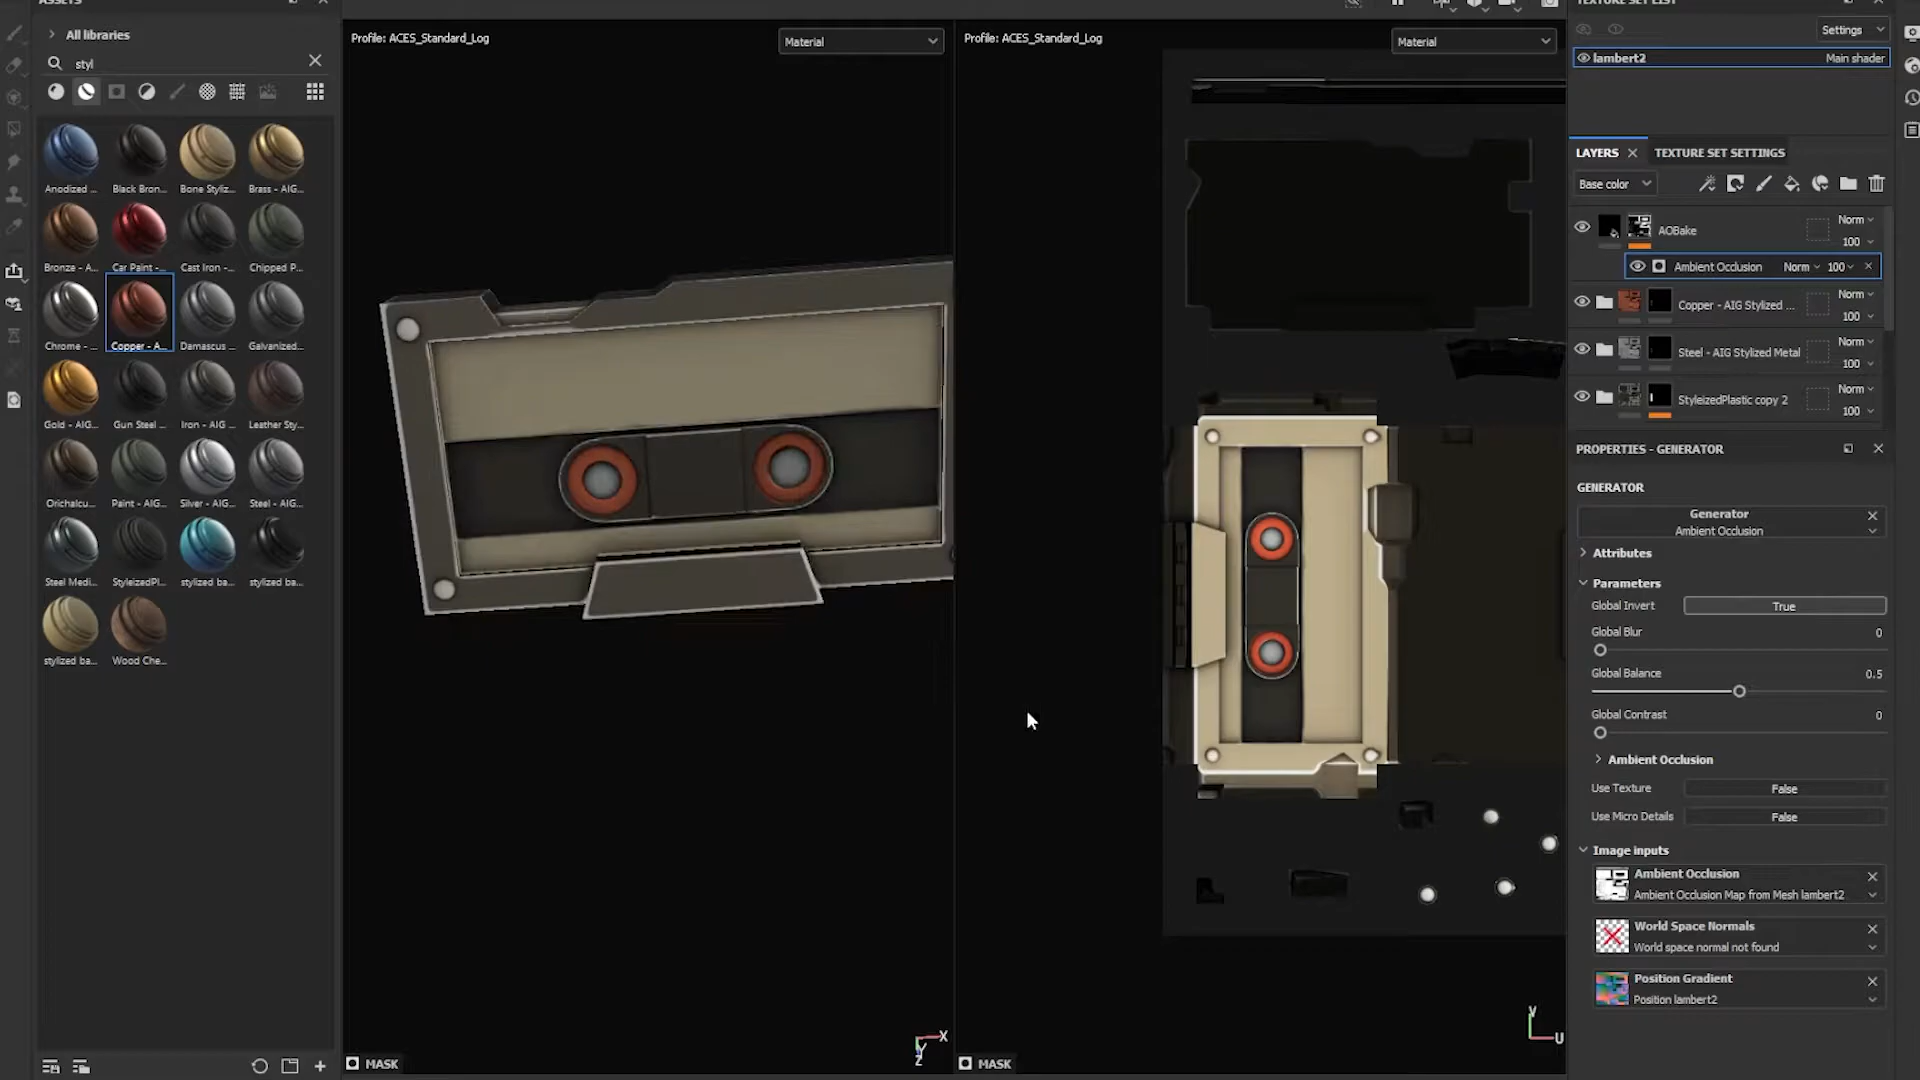 ASSETS
All libraries
styl
Anodized ...
Black Bron...
Bone Styliz...
Brass - AIG...
Bronze - A...
Car Paint -...
Cast Iron -...
Chipped P...
Chrome - ...
Copper - A...
Damascus ...
Galvanized...
Gold - AIG...
Gun Steel ...
Iron - AIG ...
Leather Sty...
Orichalcu...
Paint - AIG...
Silver - AIG...
Steel - AIG...
Steel Medi...
StyleizedPl...
stylized ba...
stylized ba...
stylized ba...
Wood Che...
Profile: ACES_Standard_Log
Material
X
Y
Z
MASK
Profile: ACES_Standard_Log
Material
V
U
MASK
TEXTURE SET LIST
Settings
lambert2
Main shader
LAYERS
TEXTURE SET SETTINGS
Base color
AOBake
Norm
100
Ambient Occlusion
Norm
100
Copper - AIG Stylized ...
Norm
100
Steel - AIG Stylized Metal
Norm
100
StyleizedPlastic copy 2
Norm
100
PROPERTIES - GENERATOR
GENERATOR
Generator
Ambient Occlusion
Attributes
Parameters
Global Invert
True
Global Blur
0
Global Balance
0.5
Global Contrast
0
Ambient Occlusion
Use Texture
False
Use Micro Details
False
Image inputs
Ambient Occlusion
Ambient Occlusion Map from Mesh lambert2
World Space Normals
World space normal not found
Position Gradient
Position lambert2